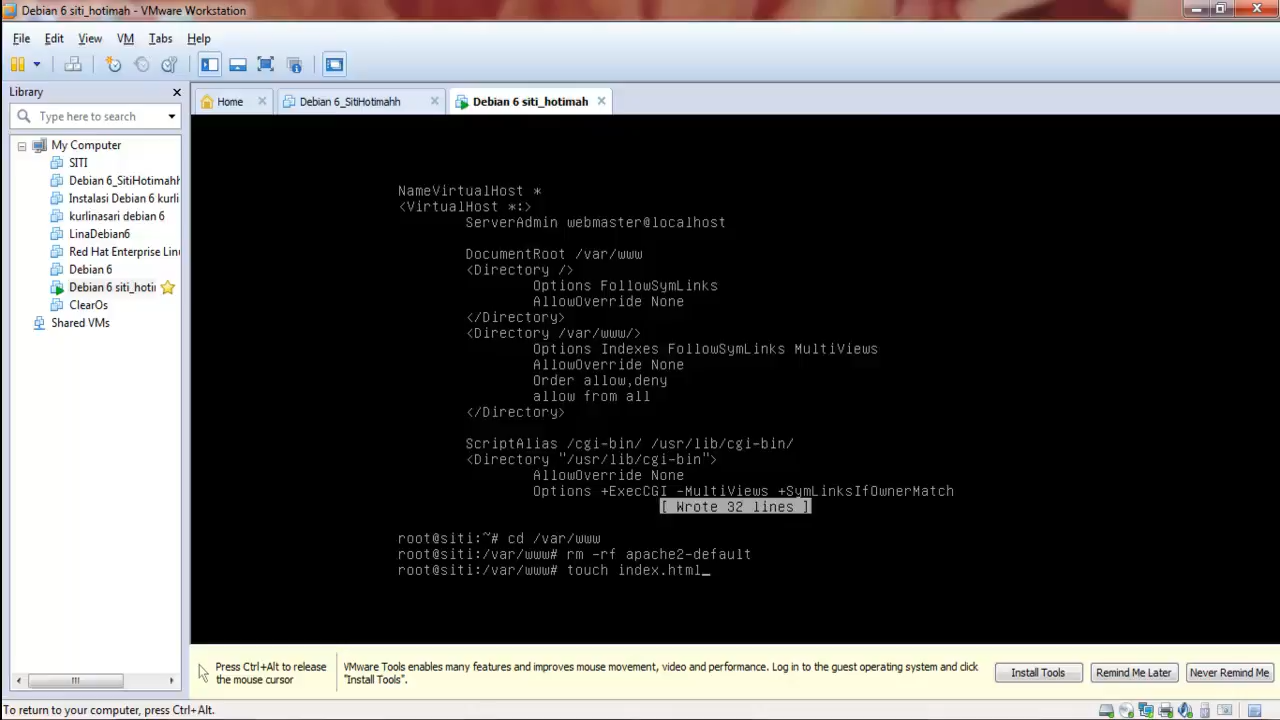 Debian 6 siti_hotimah - VMware Workstation
File Edit View VM Tabs Help
Library
Type here to search
My Computer
SITI
Debian 6_SitiHotimahh
Instalasi Debian 6 kurli
kurlinasari debian 6
LinaDebian6
Red Hat Enterprise Linu
Debian 6
Debian 6 siti_hotir
ClearOs
Shared VMs
Home
Debian 6_SitiHotimahh
Debian 6 siti_hotimah
NameVirtualHost *
<VirtualHost *:>
ServerAdmin webmaster@localhost
DocumentRoot /var/www
<Directory />
Options FollowSymLinks
AllowOverride None
</Directory>
<Directory /var/www/>
Options Indexes FollowSymLinks MultiViews
AllowOverride None
Order allow,deny
allow from all
</Directory>
ScriptAlias /cgi-bin/ /usr/lib/cgi-bin/
<Directory "/usr/lib/cgi-bin">
AllowOverride None
Options +ExecCGI -MultiViews +SymLinksIfOwnerMatch
[ Wrote 32 lines ]
root@siti:~# cd /var/www
root@siti:/var/www# rm -rf apache2-default
root@siti:/var/www# touch index.html_
Press Ctrl+Alt to release
the mouse cursor
VMware Tools enables many features and improves mouse movement, video and performance. Log in to the guest operating system and click
"Install Tools".
Install Tools
Remind Me Later
Never Remind Me
To return to your computer, press Ctrl+Alt.